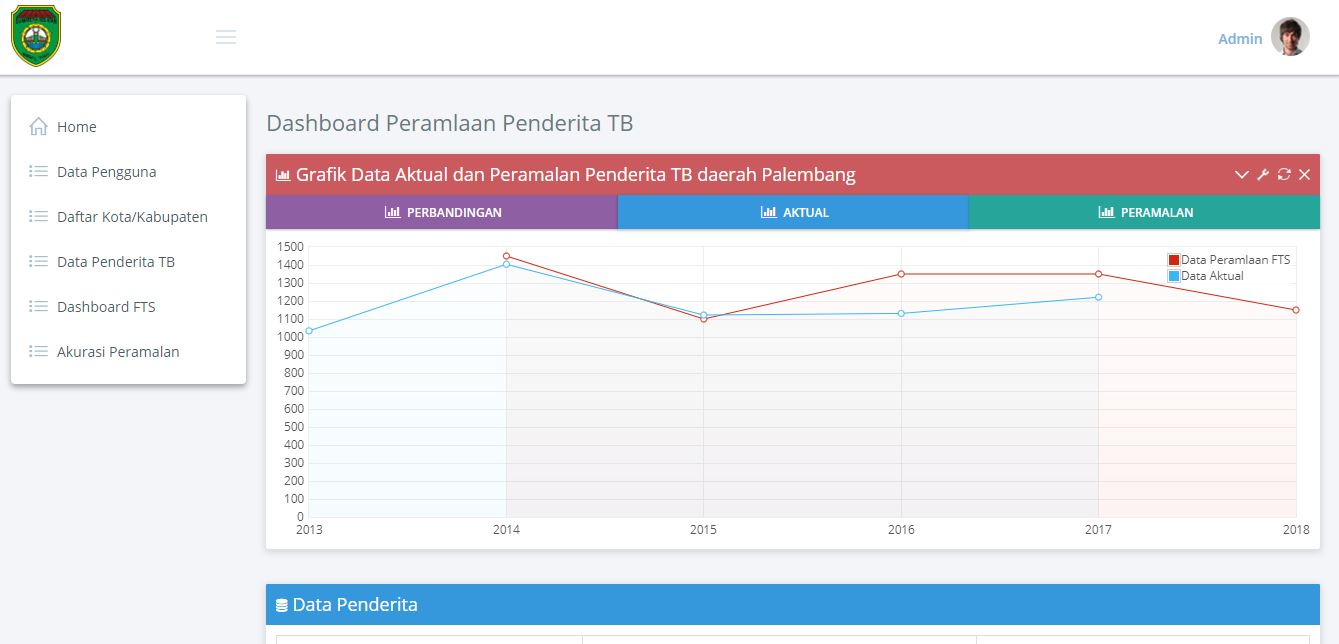 Admin
Home
Data Pengguna
Daftar Kota/Kabupaten
Data Penderita TB
Dashboard FTS
Akurasi Peramalan
Dashboard Peramlaan Penderita TB
Grafik Data Aktual dan Peramalan Penderita TB daerah Palembang
PERBANDINGAN
AKTUAL
PERAMALAN
1500
1400
1300
1200
1100
1000
900
800
700
600
500
400
300
200
100
0
Data Peramlaan FTS
Data Aktual
2013
2014
2015
2016
2017
2018
Data Penderita